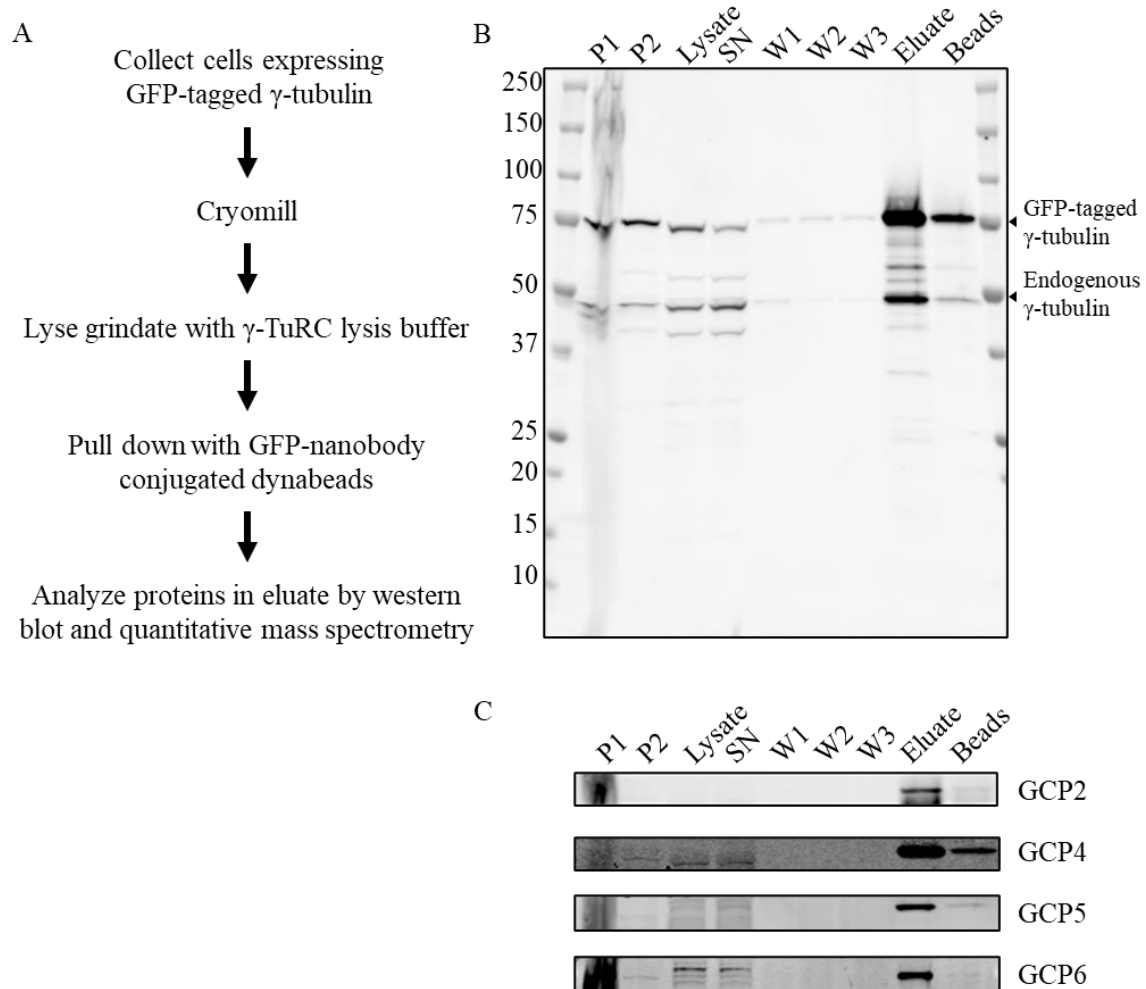 A
Collect cells expressing
GFP-tagged γ-tubulin
Cryomill
Lyse grindate with γ-TuRC lysis buffer
Pull down with GFP-nanobody
conjugated dynabeads
Analyze proteins in eluate by western
blot and quantitative mass spectrometry
B
P1 P2 Lysate SN W1 W2 W3 Eluate Beads
250
150
100
75
50
37
25
20
15
10
GFP-tagged
γ-tubulin
Endogenous
γ-tubulin
C
P1 P2 Lysate SN W1 W2 W3 Eluate Beads
GCP2
GCP4
GCP5
GCP6